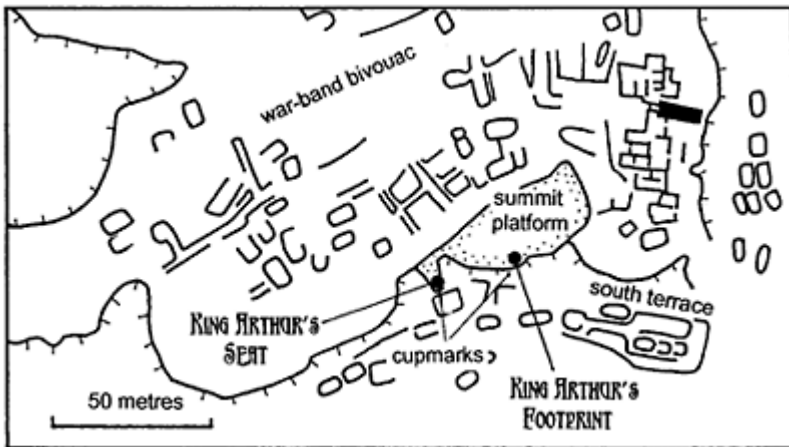 war-band bivouac
summit
platform
KING ARTHUR'S
SEAT
cupmarks
south terrace
KING ARTHUR'S
FOOTPRINT
50 metres